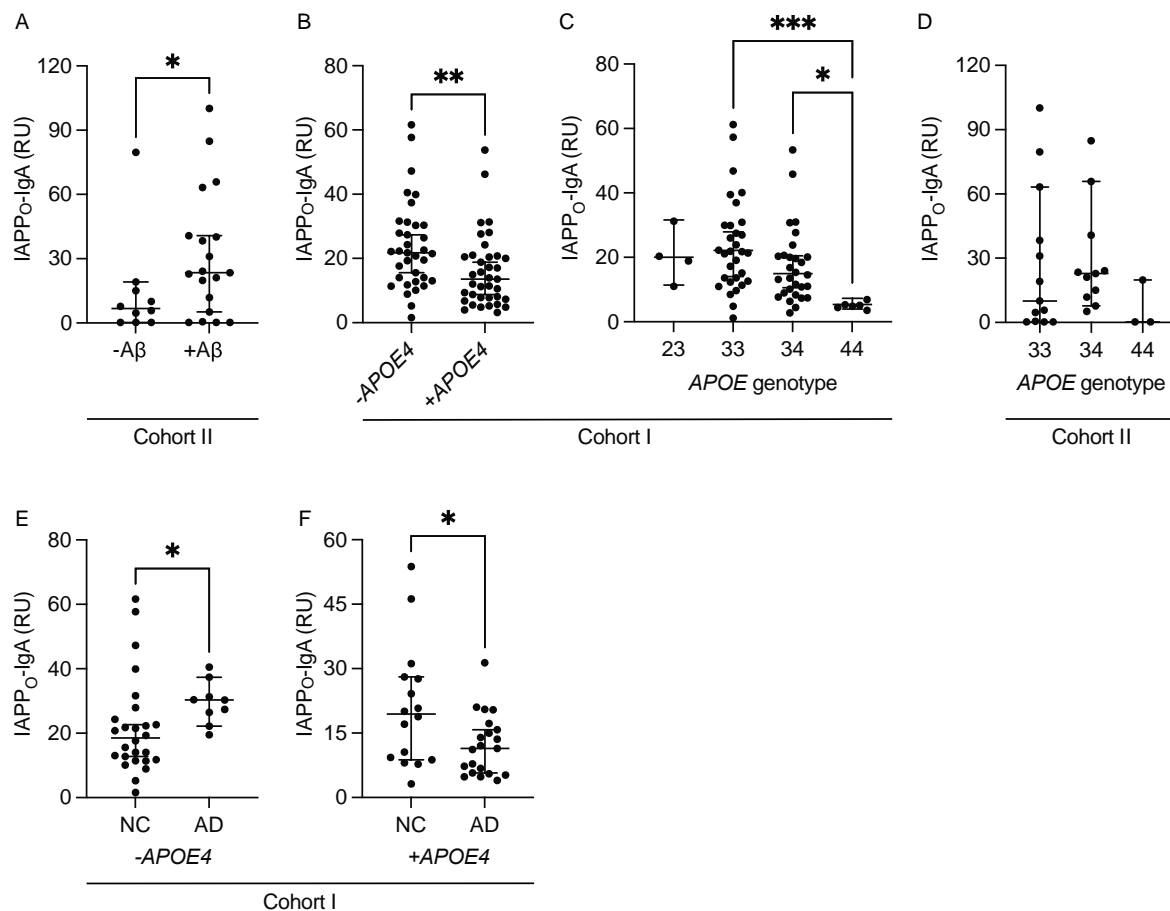 A
IAPPO-IgA (RU)
120
90
60
30
0
*
-Aβ
+Aβ
Cohort II
B
IAPPO-IgA (RU)
80
60
40
20
0
**
-APOE4
+APOE4
C
IAPPO-IgA (RU)
80
60
40
20
0
***
*
23 33 34 44
APOE genotype
Cohort I
D
IAPPO-IgA (RU)
120
90
60
30
0
33 34 44
APOE genotype
Cohort II
E
IAPPO-IgA (RU)
80
60
40
20
0
*
NC AD
-APOE4
F
IAPPO-IgA (RU)
60
45
30
15
0
*
NC AD
+APOE4
Cohort I